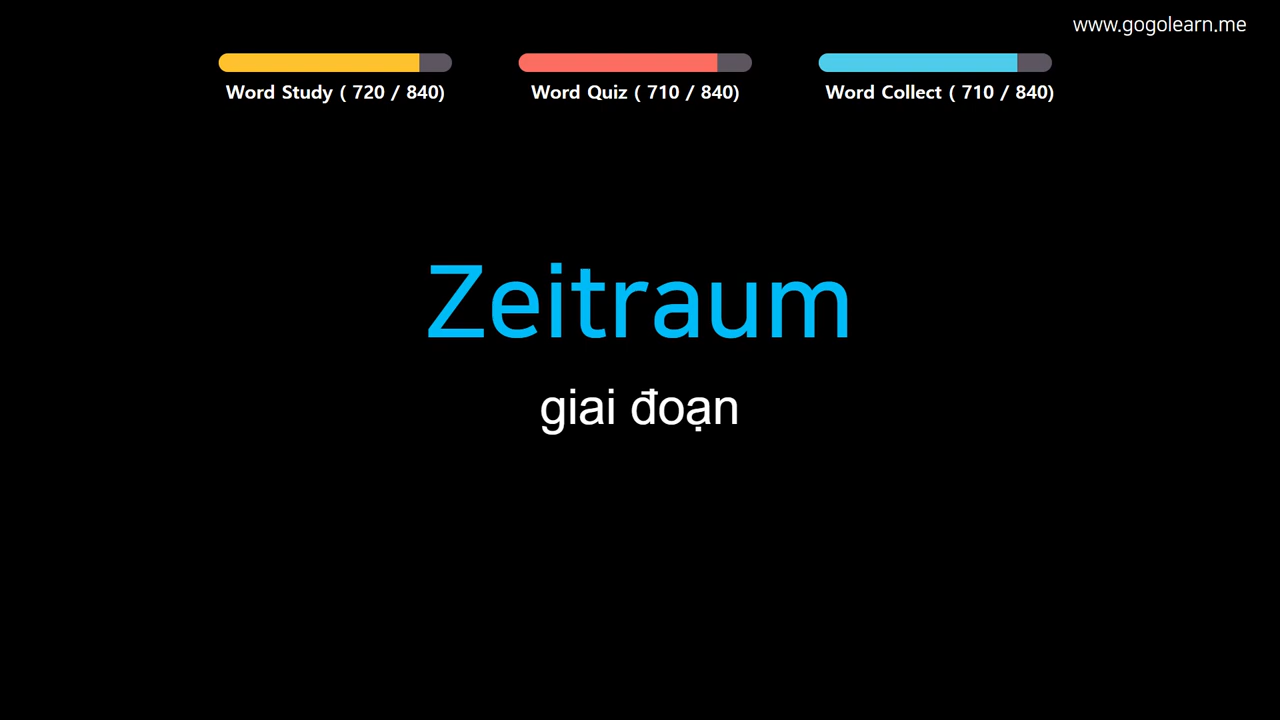 www.gogolearn.me
Word Study ( 720 / 840)
Word Quiz ( 710 / 840)
Word Collect ( 710 / 840)
Zeitraum
giai đoạn